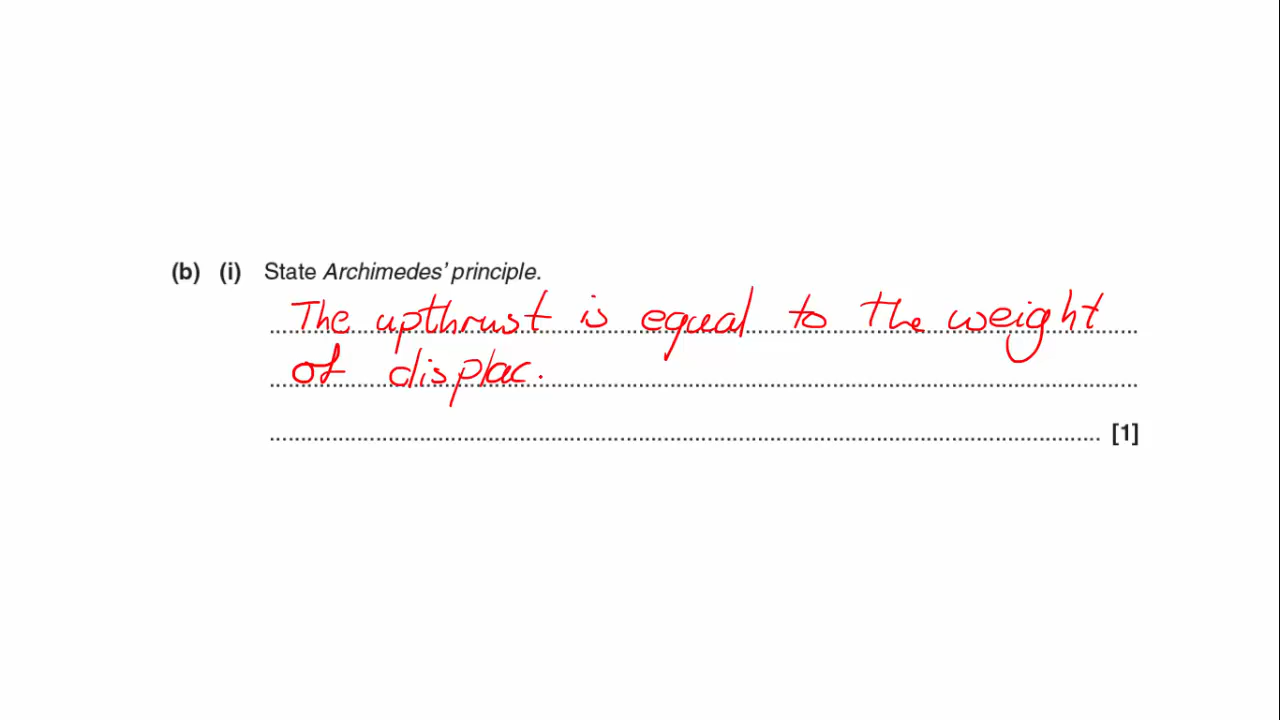 (b) (i) State Archimedes' principle.
The upthrust is equal to the weight
of displac.
[1]